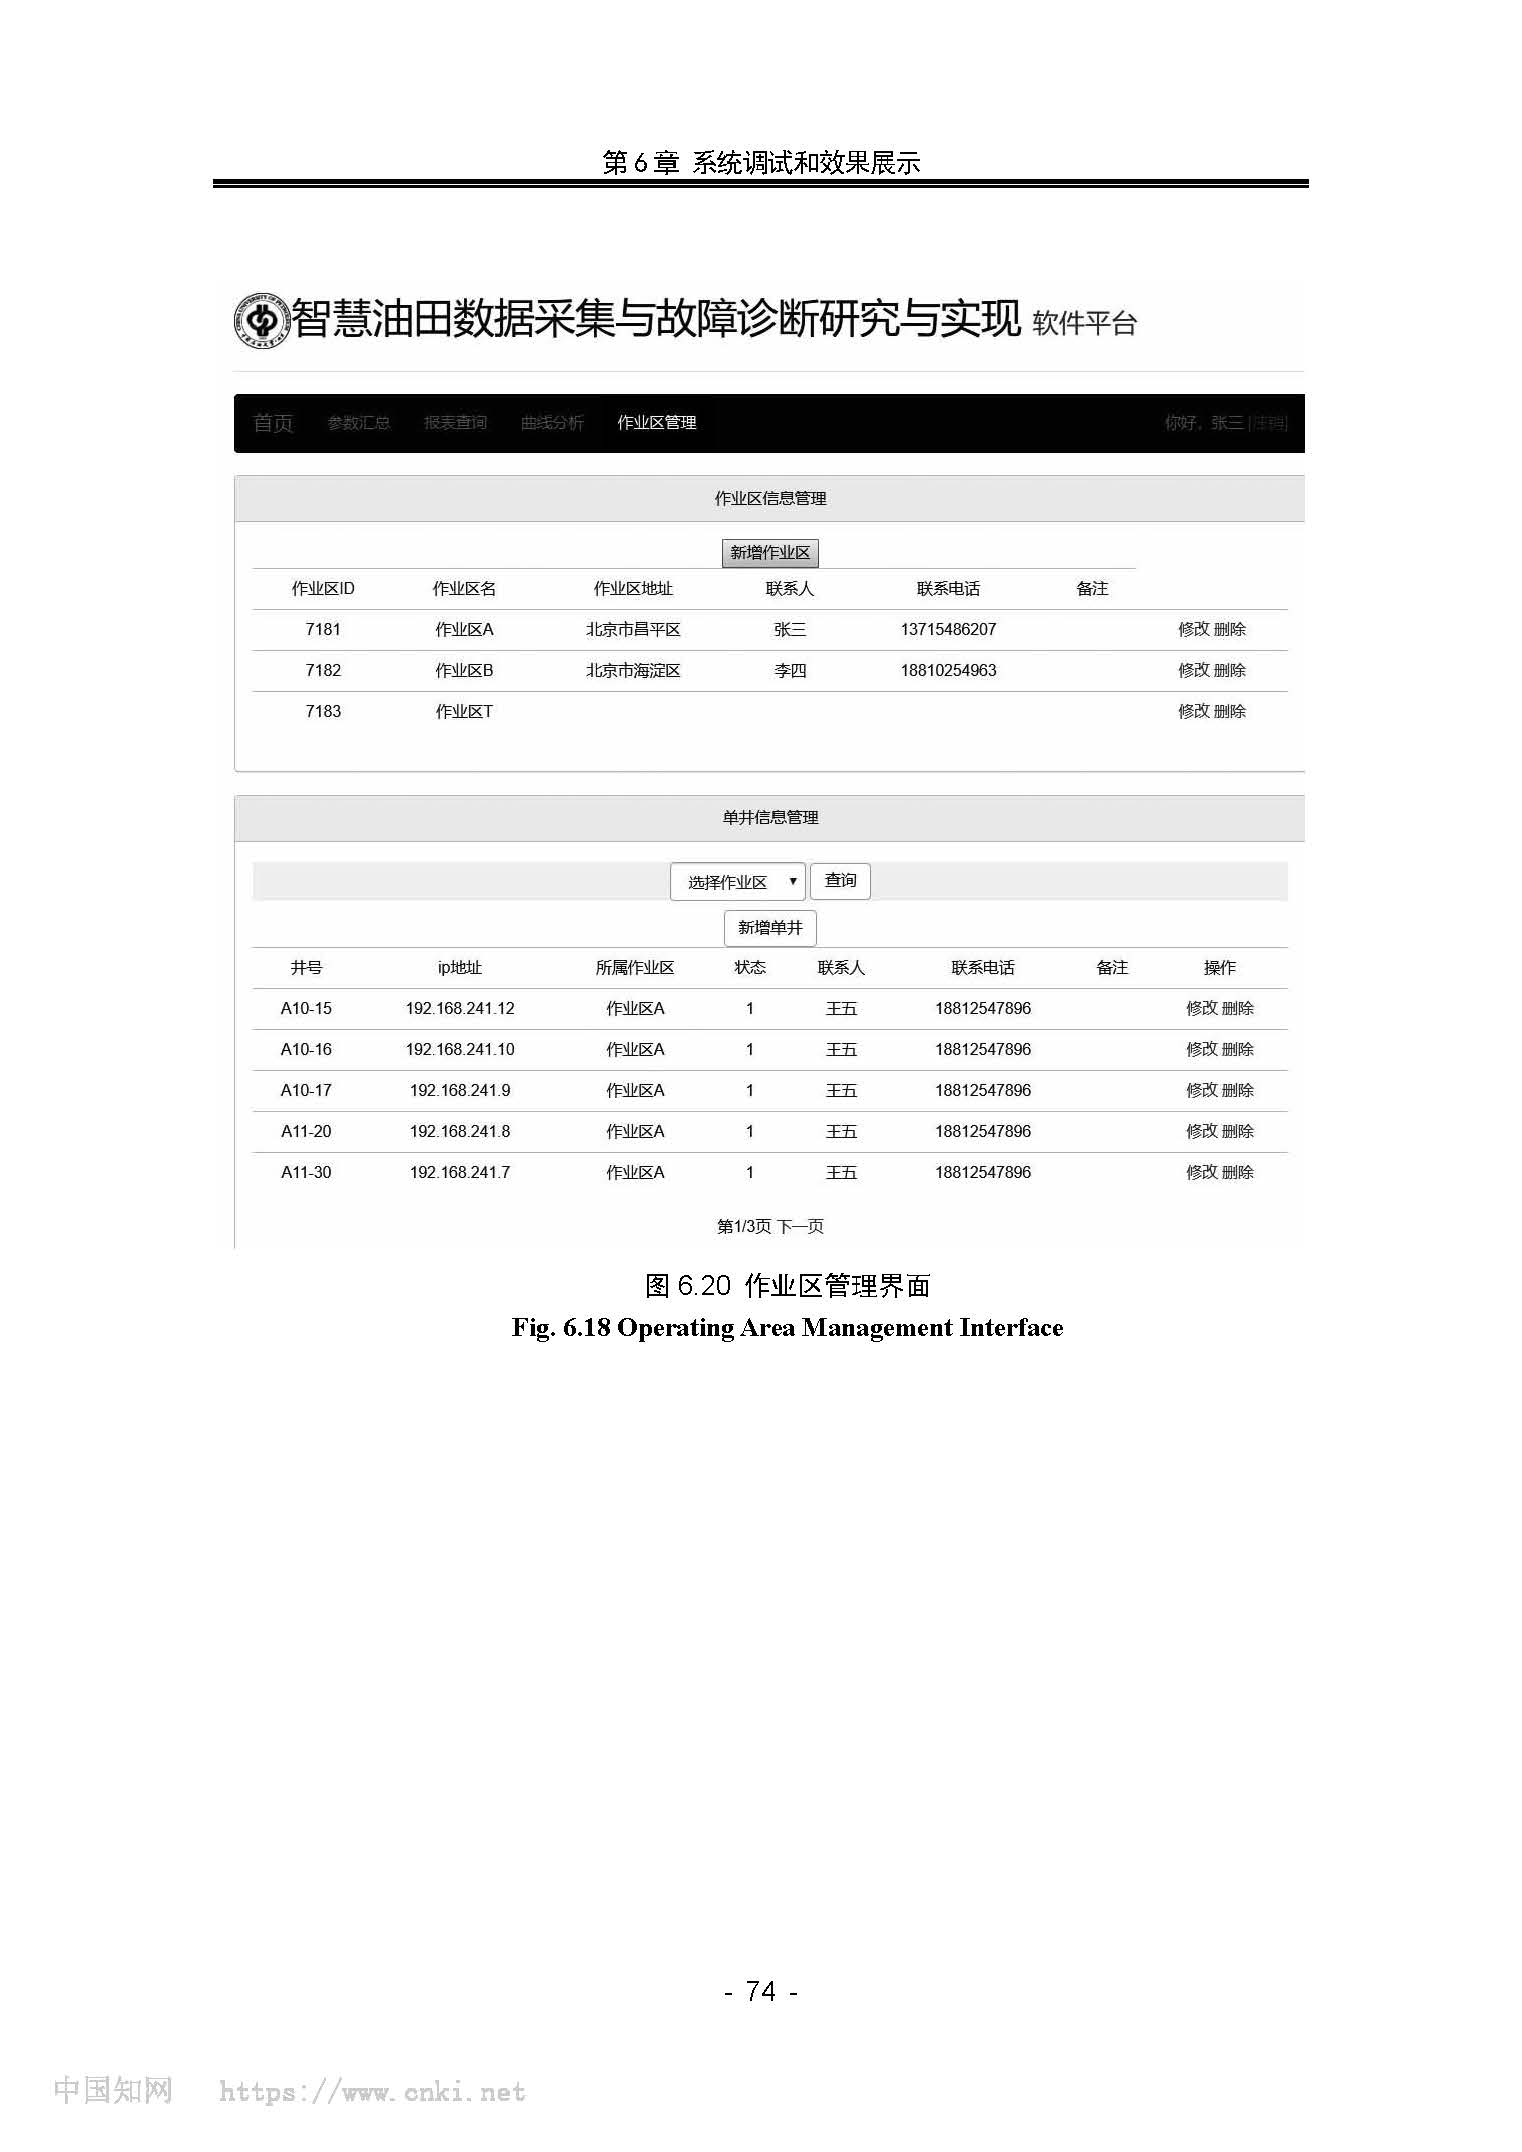 第 6 章 系统调试和效果展示
智慧油田数据采集与故障诊断研究与实现 软件平台
首页 参数汇总 报表查询 曲线分析 作业区管理 你好，张三 [注销]
作业区信息管理
新增作业区
作业区ID 作业区名 作业区地址 联系人 联系电话 备注
7181 作业区A 北京市昌平区 张三 13715486207 修改 删除
7182 作业区B 北京市海淀区 李四 18810254963 修改 删除
7183 作业区T 修改 删除
单井信息管理
选择作业区 查询
新增单井
井号 ip地址 所属作业区 状态 联系人 联系电话 备注 操作
A10-15 192.168.241.12 作业区A 1 王五 18812547896 修改 删除
A10-16 192.168.241.10 作业区A 1 王五 18812547896 修改 删除
A10-17 192.168.241.9 作业区A 1 王五 18812547896 修改 删除
A11-20 192.168.241.8 作业区A 1 王五 18812547896 修改 删除
A11-30 192.168.241.7 作业区A 1 王五 18812547896 修改 删除
第1/3页 下一页
图 6.20 作业区管理界面
Fig. 6.18 Operating Area Management Interface
- 74 -
中国知网 https://www.cnki.net